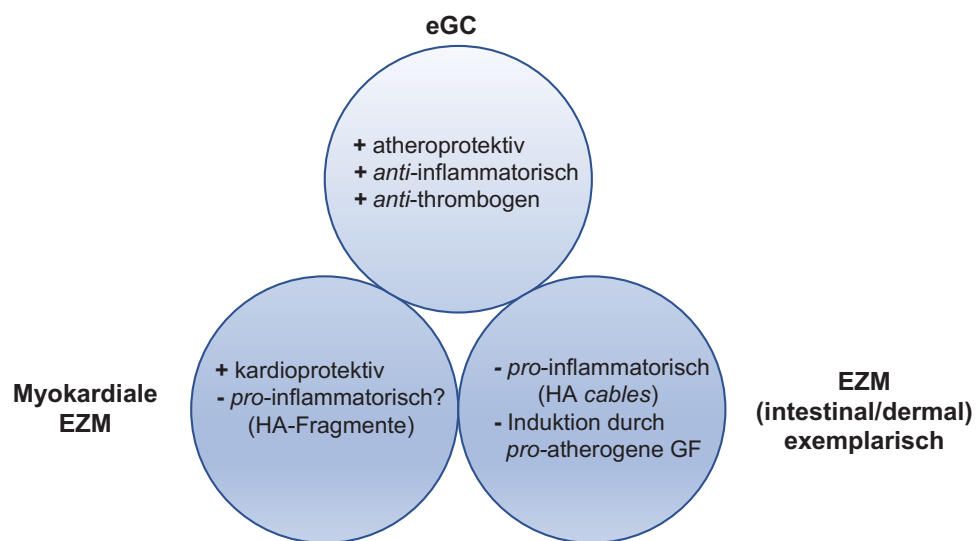 eGC
+ atheroprotektiv
+ anti-inflammatorisch
+ anti-thrombogen
Myokardiale
EZM
+ kardioprotektiv
- pro-inflammatorisch?
(HA-Fragmente)
- pro-inflammatorisch
(HA cables)
- Induktion durch
pro-atherogene GF
EZM
(intestinal/dermal)
exemplarisch